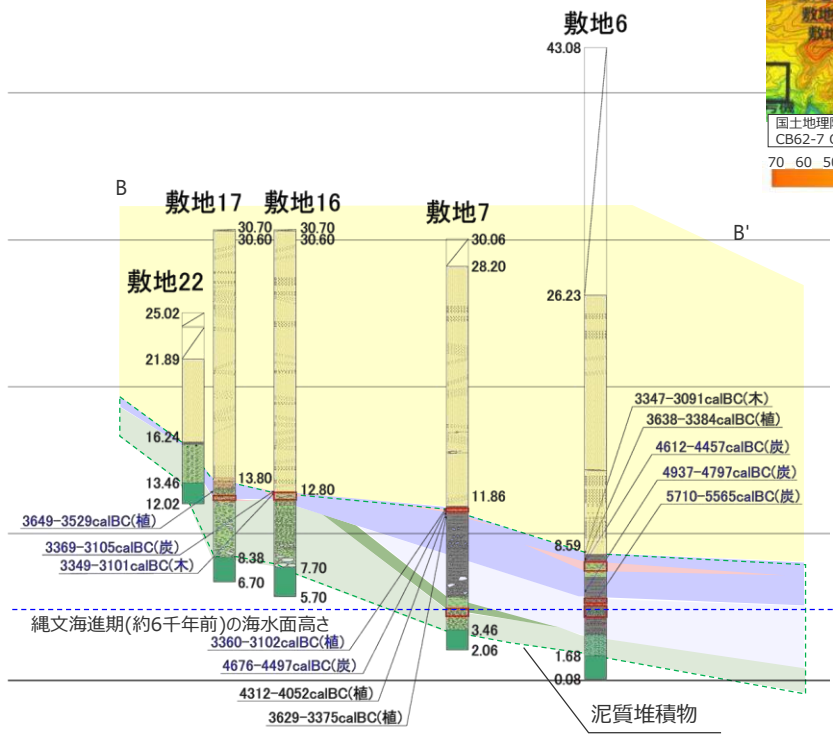 敷地6
43.08
敷地
敷地
国土地理院
CB62-7 C
70 60 50
B
B'
敷地17
敷地16
敷地7
敷地22
30.70
30.60
30.70
30.60
30.06
28.20
25.02
21.89
26.23
16.24
13.46
12.02
13.80
12.80
11.86
8.59
3347-3091calBC(木)
3638-3384calBC(植)
4612-4457calBC(炭)
4937-4797calBC(炭)
5710-5565calBC(炭)
3649-3529calBC(植)
3369-3105calBC(炭)
3349-3101calBC(木)
8.38
6.70
7.70
5.70
縄文海進期(約6千年前)の海水面高さ
3360-3102calBC(植)
4676-4497calBC(炭)
4312-4052calBC(植)
3629-3375calBC(植)
3.46
2.06
1.68
0.08
泥質堆積物